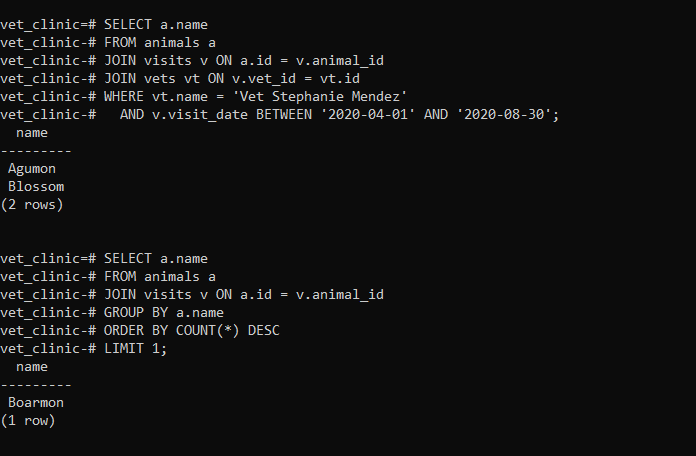 vet_clinic=# SELECT a.name
vet_clinic-# FROM animals a
vet_clinic-# JOIN visits v ON a.id = v.animal_id
vet_clinic-# JOIN vets vt ON v.vet_id = vt.id
vet_clinic-# WHERE vt.name = 'Vet Stephanie Mendez'
vet_clinic-#   AND v.visit_date BETWEEN '2020-04-01' AND '2020-08-30';
  name
---------
 Agumon
 Blossom
(2 rows)
vet_clinic=# SELECT a.name
vet_clinic-# FROM animals a
vet_clinic-# JOIN visits v ON a.id = v.animal_id
vet_clinic-# GROUP BY a.name
vet_clinic-# ORDER BY COUNT(*) DESC
vet_clinic-# LIMIT 1;
  name
---------
 Boarmon
(1 row)